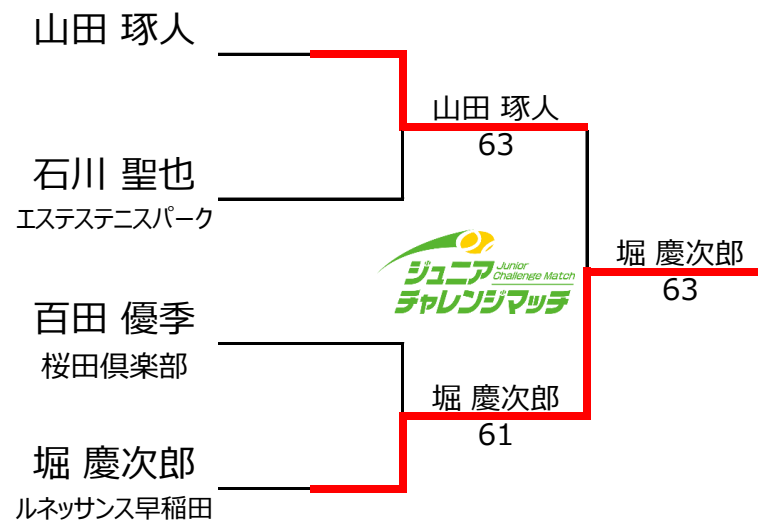 山田 琢人
石川 聖也
エステステニスパーク
百田 優季
桜田倶楽部
堀 慶次郎
ルネッサンス早稲田
山田 琢人
63
ジュニア Junior
チャレンジマッチ Challenge Match
堀 慶次郎
61
堀 慶次郎
63